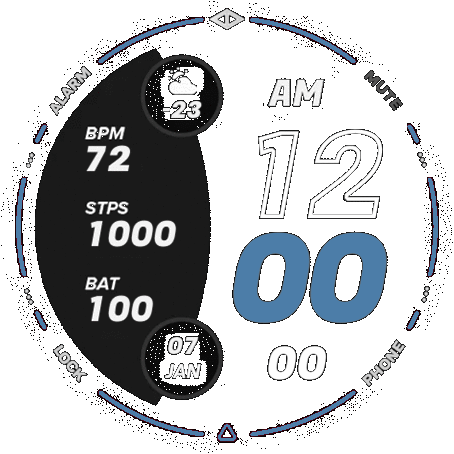 ALARM
MUTE
-23
AM
BPM
72
12
STPS
1000
00
BAT
100
07
JAN
00
LOCK
PHONE